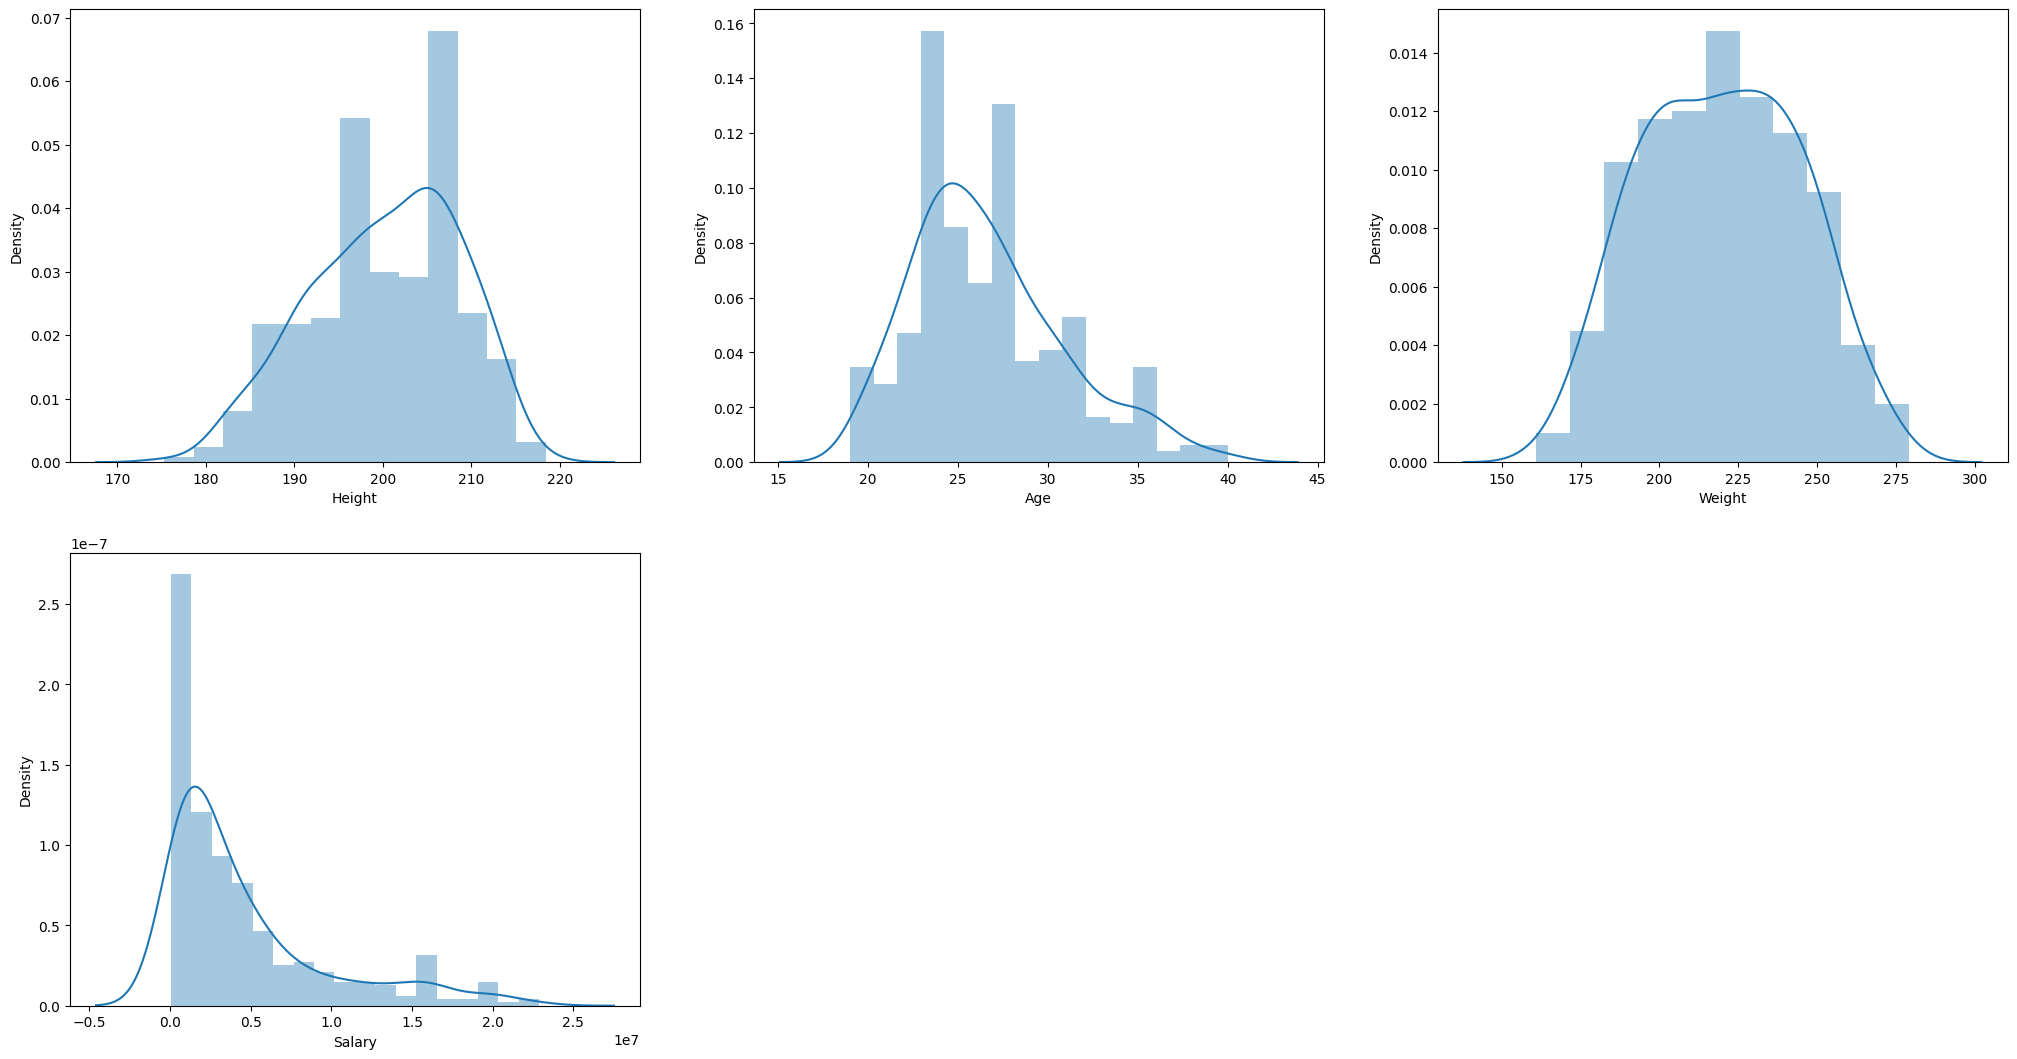 0.07
0.06
0.05
0.04
0.03
0.02
0.01
0.00
Density
170 180 190 200 210 220
Height
0.16
0.14
0.12
0.10
0.08
0.06
0.04
0.02
0.00
Density
15 20 25 30 35 40 45
Age
0.014
0.012
0.010
0.008
0.006
0.004
0.002
0.000
Density
150 175 200 225 250 275 300
Weight
1e−7
2.5
2.0
1.5
1.0
0.5
0.0
Density
−0.5 0.0 0.5 1.0 1.5 2.0 2.5
1e7
Salary